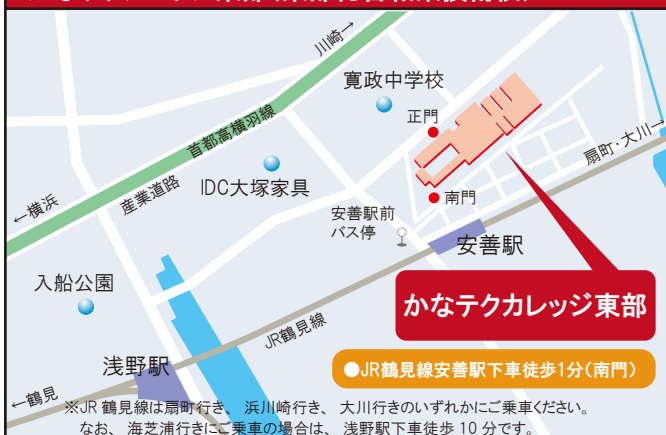 川崎→
寛政中学校
正門
首都高横羽線
扇町・大川→
IDC大塚家具
産業道路
←横浜
南門
安善駅前
バス停
安善駅
入船公園
かなテクカレッジ東部
JR鶴見線
浅野駅
●JR鶴見線安善駅下車徒歩1分(南門)
←鶴見
※JR 鶴見線は扇町行き、 浜川崎行き、 大川行きのいずれかにご乗車ください。
なお、 海芝浦行きにご乗車の場合は、 浅野駅下車徒歩 10 分です。